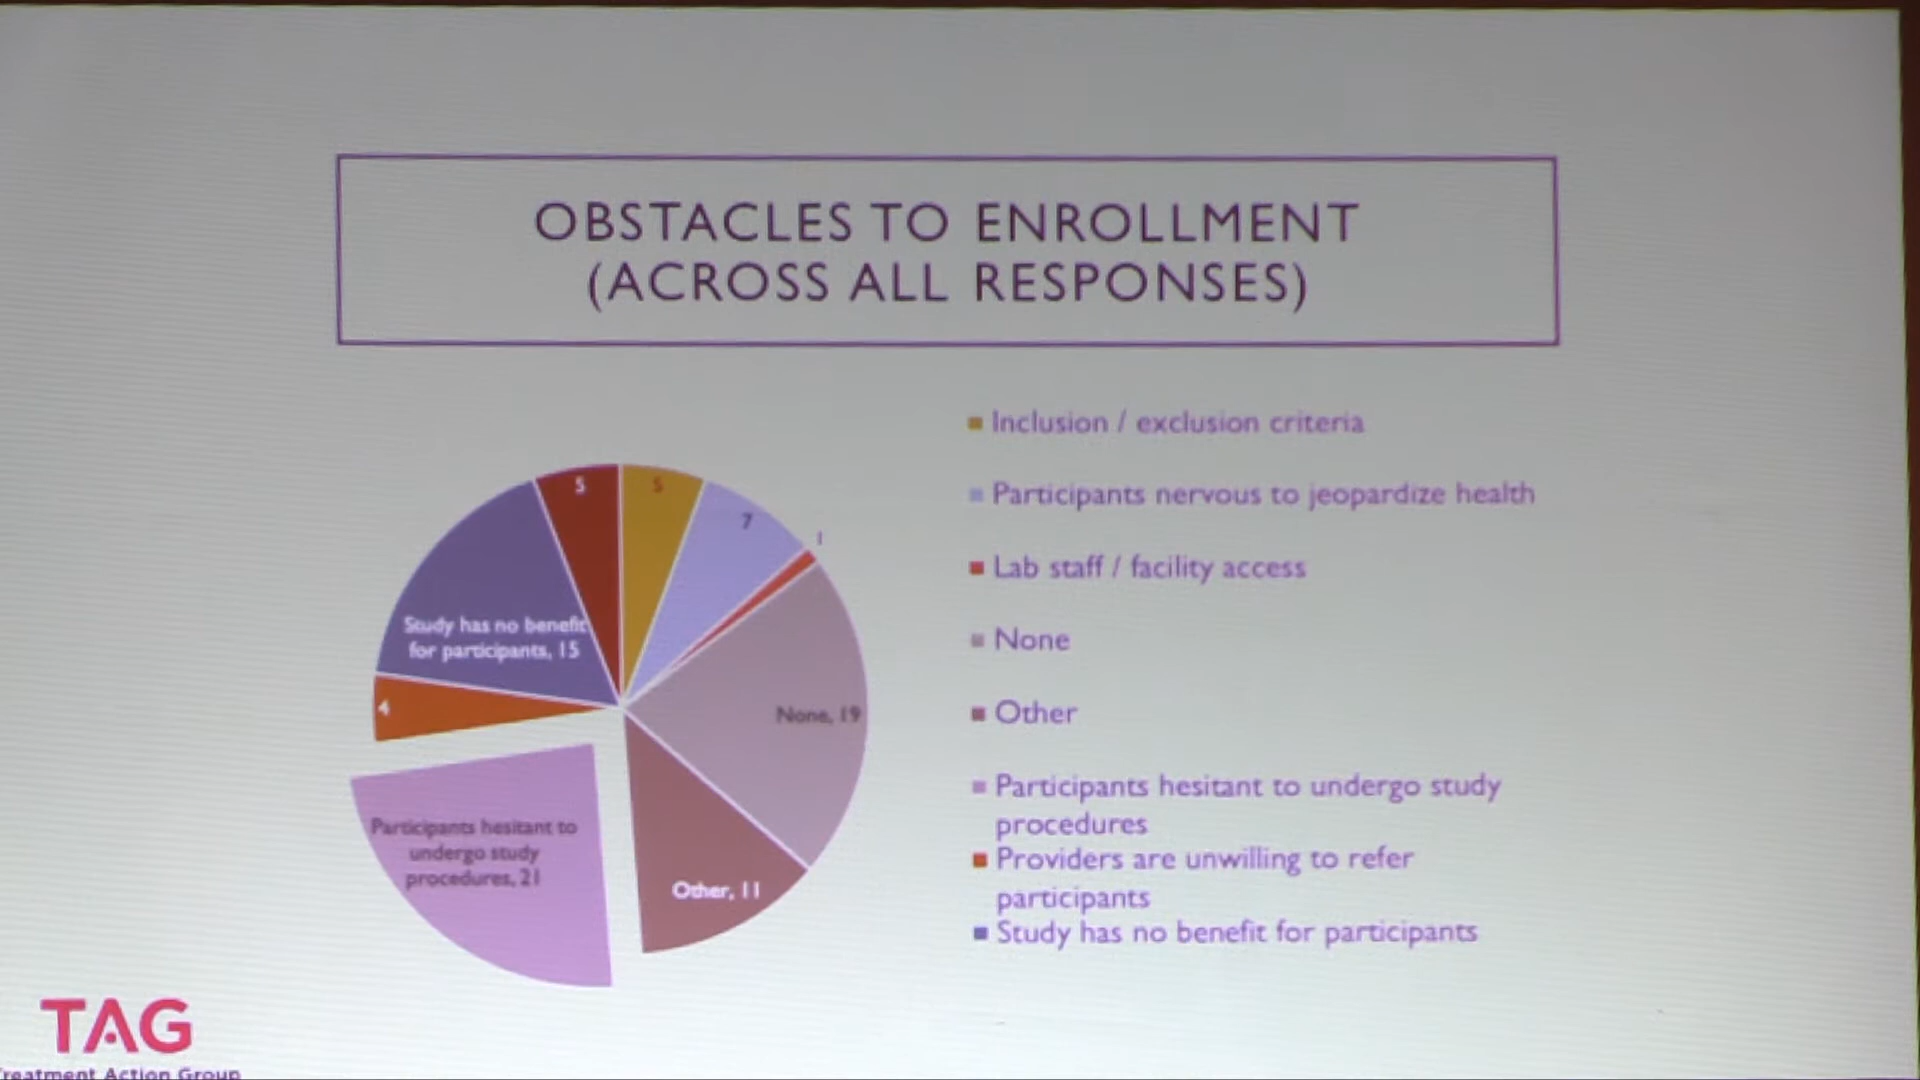 OBSTACLES TO ENROLLMENT
(ACROSS ALL RESPONSES)
5
5
7
1
Study has no benefit
for participants, 15
4
None, 19
Participants hesitant to
undergo study
procedures, 21
Other, 11
Inclusion / exclusion criteria
Participants nervous to jeopardize health
Lab staff / facility access
None
Other
Participants hesitant to undergo study
procedures
Providers are unwilling to refer
participants
Study has no benefit for participants
TAG
Treatment Action Group